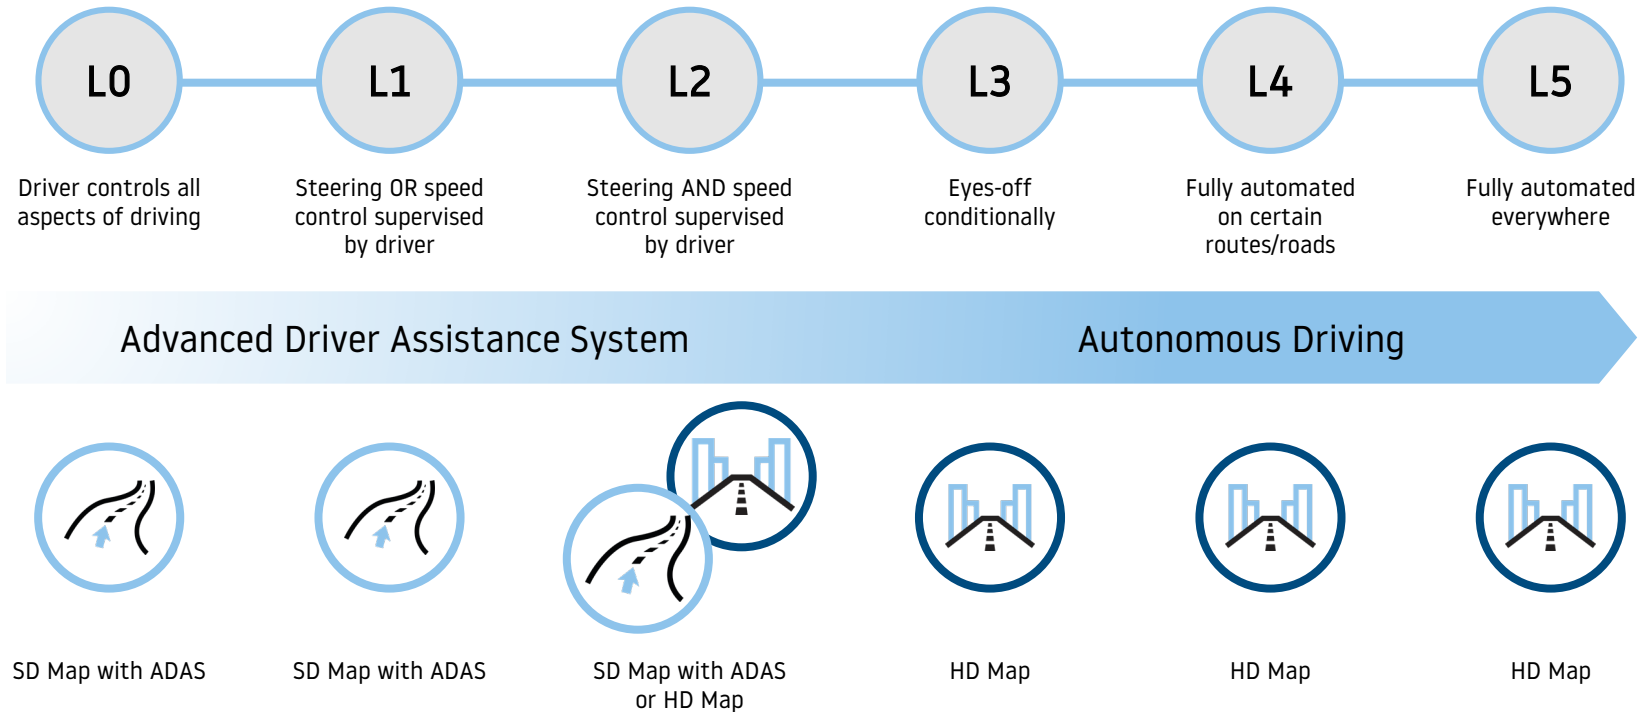 L0
L1
L2
L3
L4
L5
Driver controls all
aspects of driving
Steering OR speed
control supervised
by driver
Steering AND speed
control supervised
by driver
Eyes-off
conditionally
Fully automated
on certain
routes/roads
Fully automated
everywhere
Advanced Driver Assistance System
Autonomous Driving
SD Map with ADAS
SD Map with ADAS
SD Map with ADAS
or HD Map
HD Map
HD Map
HD Map